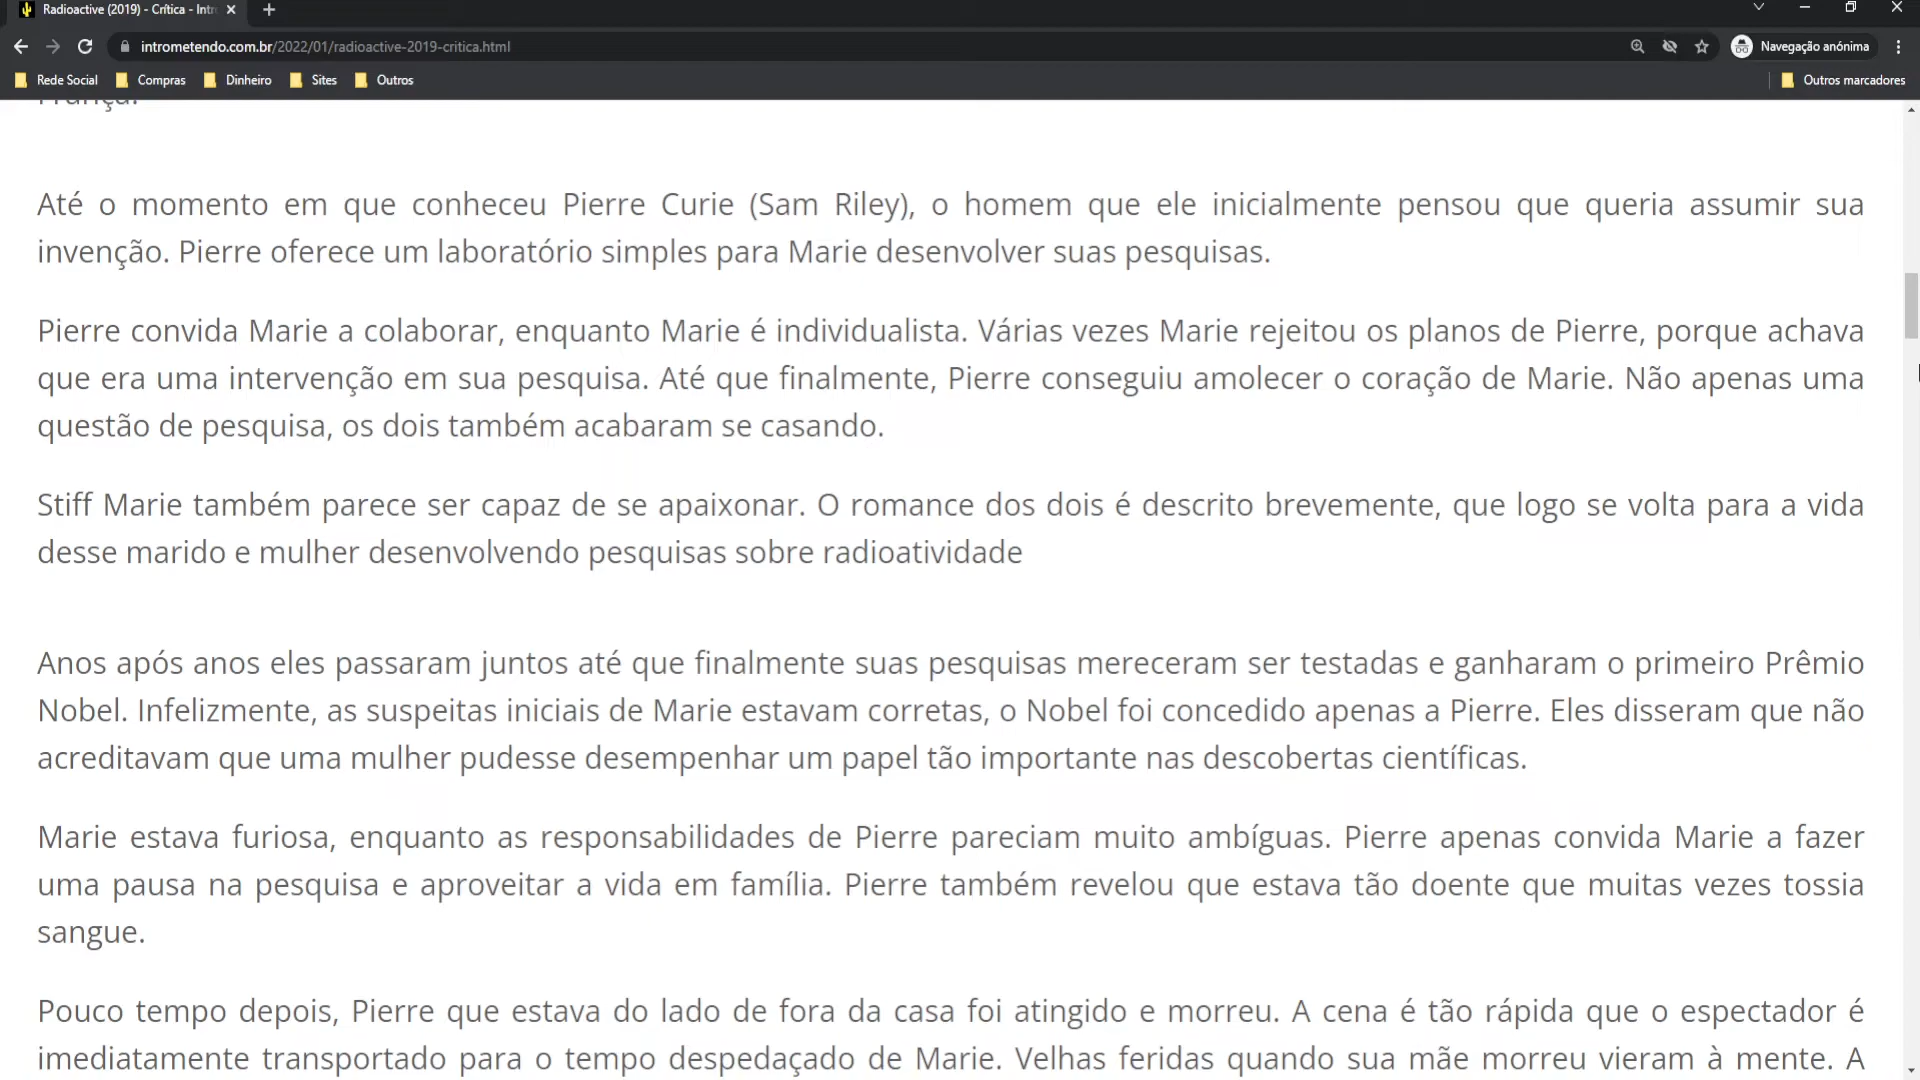 Radioactive (2019) - Crítica - Intr
intrometendo.com.br/2022/01/radioactive-2019-critica.html
Navegação anónima
Rede Social
Compras
Dinheiro
Sites
Outros
Outros marcadores
França.
Até o momento em que conheceu Pierre Curie (Sam Riley), o homem que ele inicialmente pensou que queria assumir sua
invenção. Pierre oferece um laboratório simples para Marie desenvolver suas pesquisas.
Pierre convida Marie a colaborar, enquanto Marie é individualista. Várias vezes Marie rejeitou os planos de Pierre, porque achava
que era uma intervenção em sua pesquisa. Até que finalmente, Pierre conseguiu amolecer o coração de Marie. Não apenas uma
questão de pesquisa, os dois também acabaram se casando.
Stiff Marie também parece ser capaz de se apaixonar. O romance dos dois é descrito brevemente, que logo se volta para a vida
desse marido e mulher desenvolvendo pesquisas sobre radioatividade
Anos após anos eles passaram juntos até que finalmente suas pesquisas mereceram ser testadas e ganharam o primeiro Prêmio
Nobel. Infelizmente, as suspeitas iniciais de Marie estavam corretas, o Nobel foi concedido apenas a Pierre. Eles disseram que não
acreditavam que uma mulher pudesse desempenhar um papel tão importante nas descobertas científicas.
Marie estava furiosa, enquanto as responsabilidades de Pierre pareciam muito ambíguas. Pierre apenas convida Marie a fazer
uma pausa na pesquisa e aproveitar a vida em família. Pierre também revelou que estava tão doente que muitas vezes tossia
sangue.
Pouco tempo depois, Pierre que estava do lado de fora da casa foi atingido e morreu. A cena é tão rápida que o espectador é
imediatamente transportado para o tempo despedaçado de Marie. Velhas feridas quando sua mãe morreu vieram à mente. A